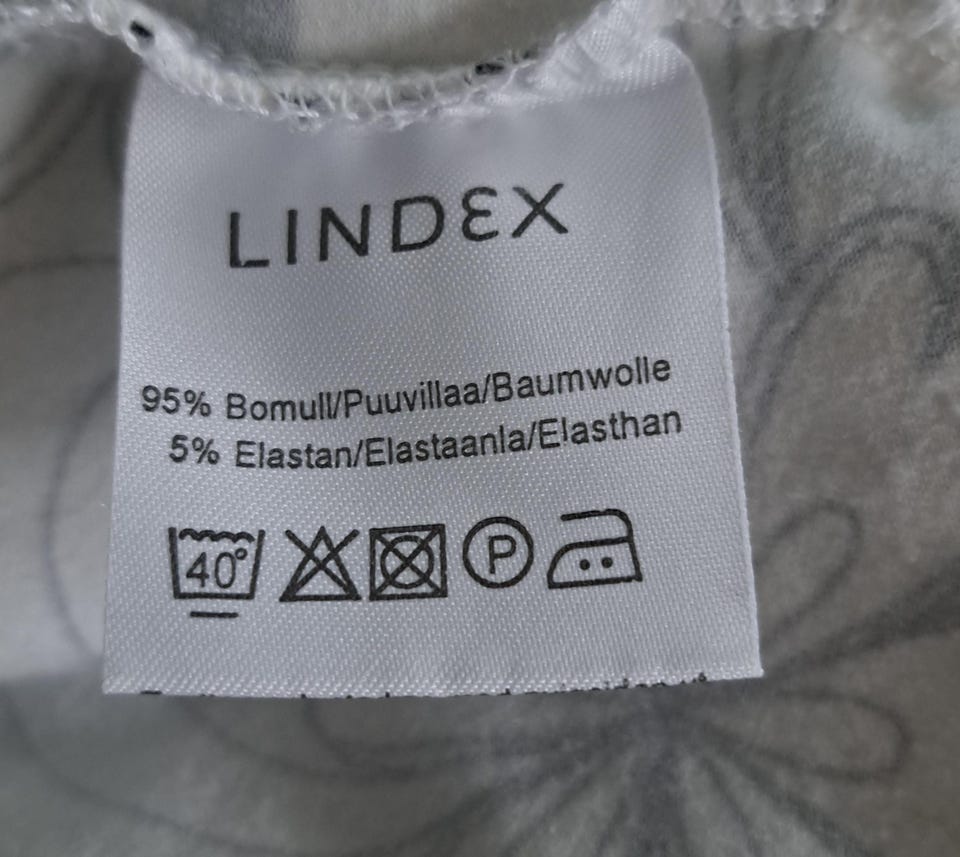 LINDEX
95% Bomull/Puuvillaa/Baumwolle
5% Elastan/Elastaanla/Elasthan
40° P